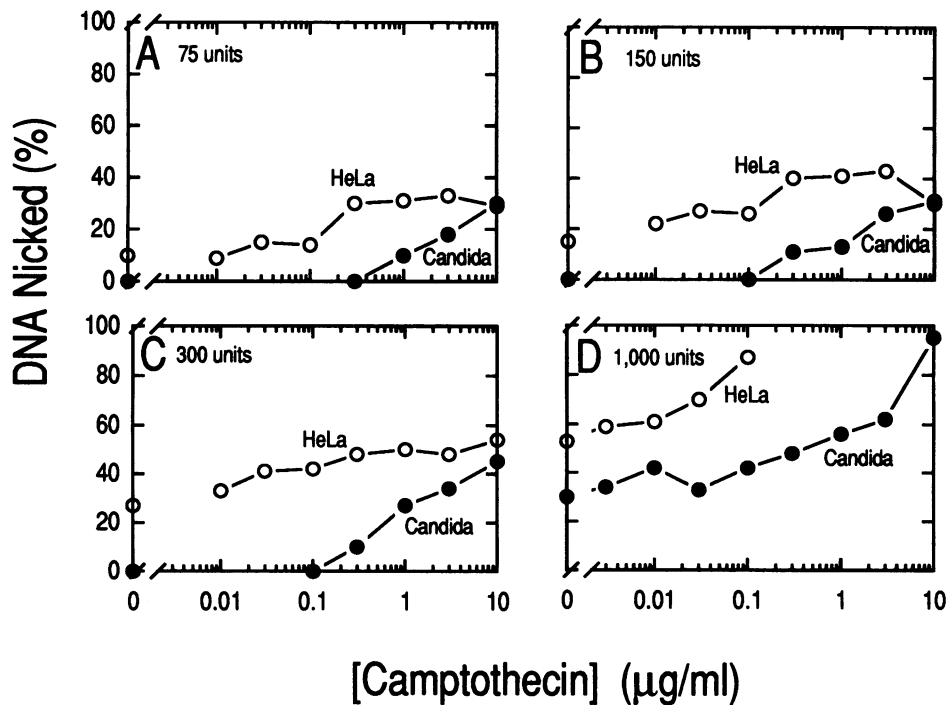 DNA Nicked (%)
100
80
60
40
20
0
A 75 units
HeLa
Candida
B 150 units
HeLa
Candida
100
80
60
40
20
0
C 300 units
HeLa
Candida
D 1,000 units
HeLa
Candida
0 0.01 0.1 1 10
0 0.01 0.1 1 10
[Camptothecin] (μg/ml)